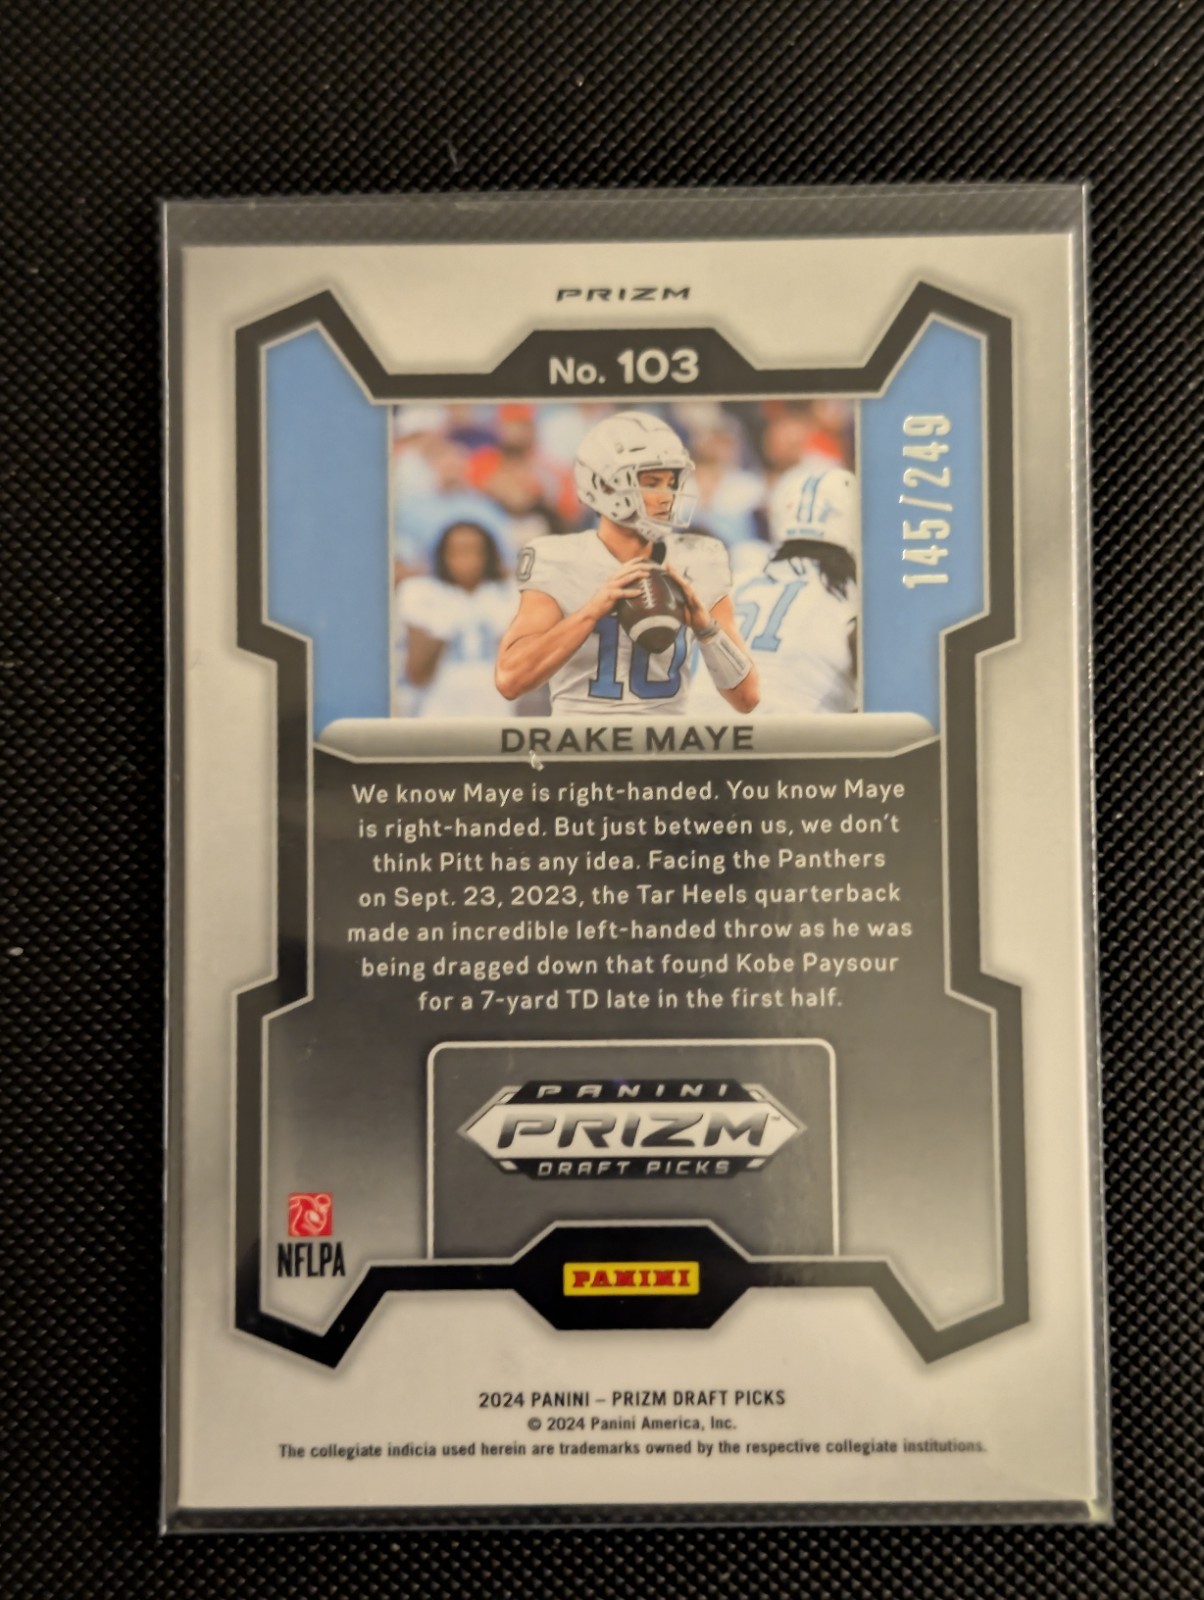 PRIZM
No. 103
145/249
10
10
51
DRAKE MAYE
We know Maye is right-handed. You know Maye
is right-handed. But just between us, we don't
think Pitt has any idea. Facing the Panthers
on Sept. 23, 2023, the Tar Heels quarterback
made an incredible left-handed throw as he was
being dragged down that found Kobe Paysour
for a 7-yard TD late in the first half.
PANINI
PRIZM™
DRAFT PICKS
NFLPA
PANINI
2024 PANINI – PRIZM DRAFT PICKS
© 2024 Panini America, Inc.
The collegiate indicia used herein are trademarks owned by the respective collegiate institutions.